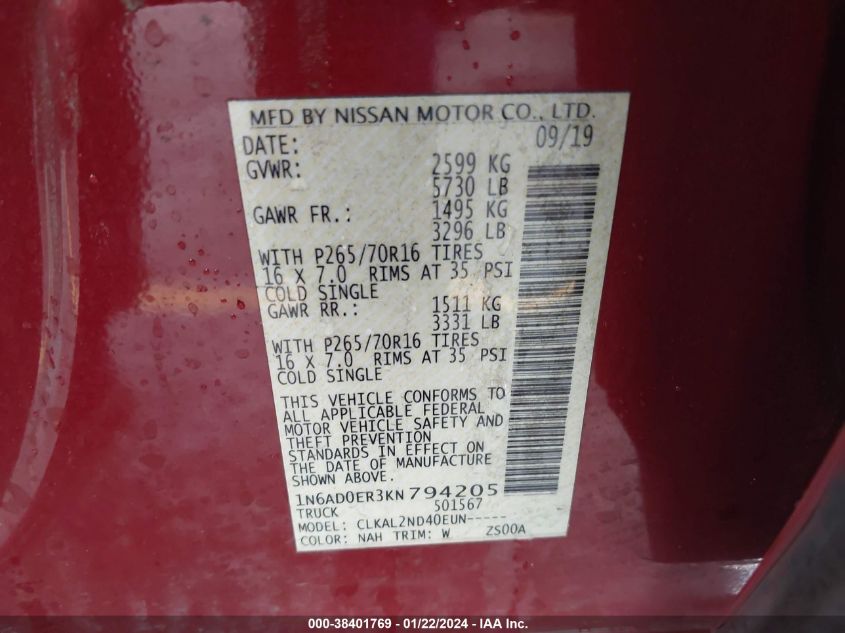 MFD BY NISSAN MOTOR CO., LTD.
DATE: 09/19
GVWR: 2599 KG
5730 LB
GAWR FR.: 1495 KG
3296 LB
WITH P265/70R16 TIRES
16 X 7.0 RIMS AT 35 PSI
COLD SINGLE
GAWR RR.: 1511 KG
3331 LB
WITH P265/70R16 TIRES
16 X 7.0 RIMS AT 35 PSI
COLD SINGLE
THIS VEHICLE CONFORMS TO
ALL APPLICABLE FEDERAL
MOTOR VEHICLE SAFETY AND
THEFT PREVENTION
STANDARDS IN EFFECT ON
THE DATE OF MANUFACTURE
SHOWN ABOVE.
1N6AD0ER3KN794205
TRUCK 501567
MODEL: CLKAL2ND40EUN-----
COLOR: NAH TRIM: W ZS00A
000-38401769 - 01/22/2024 - IAA Inc.